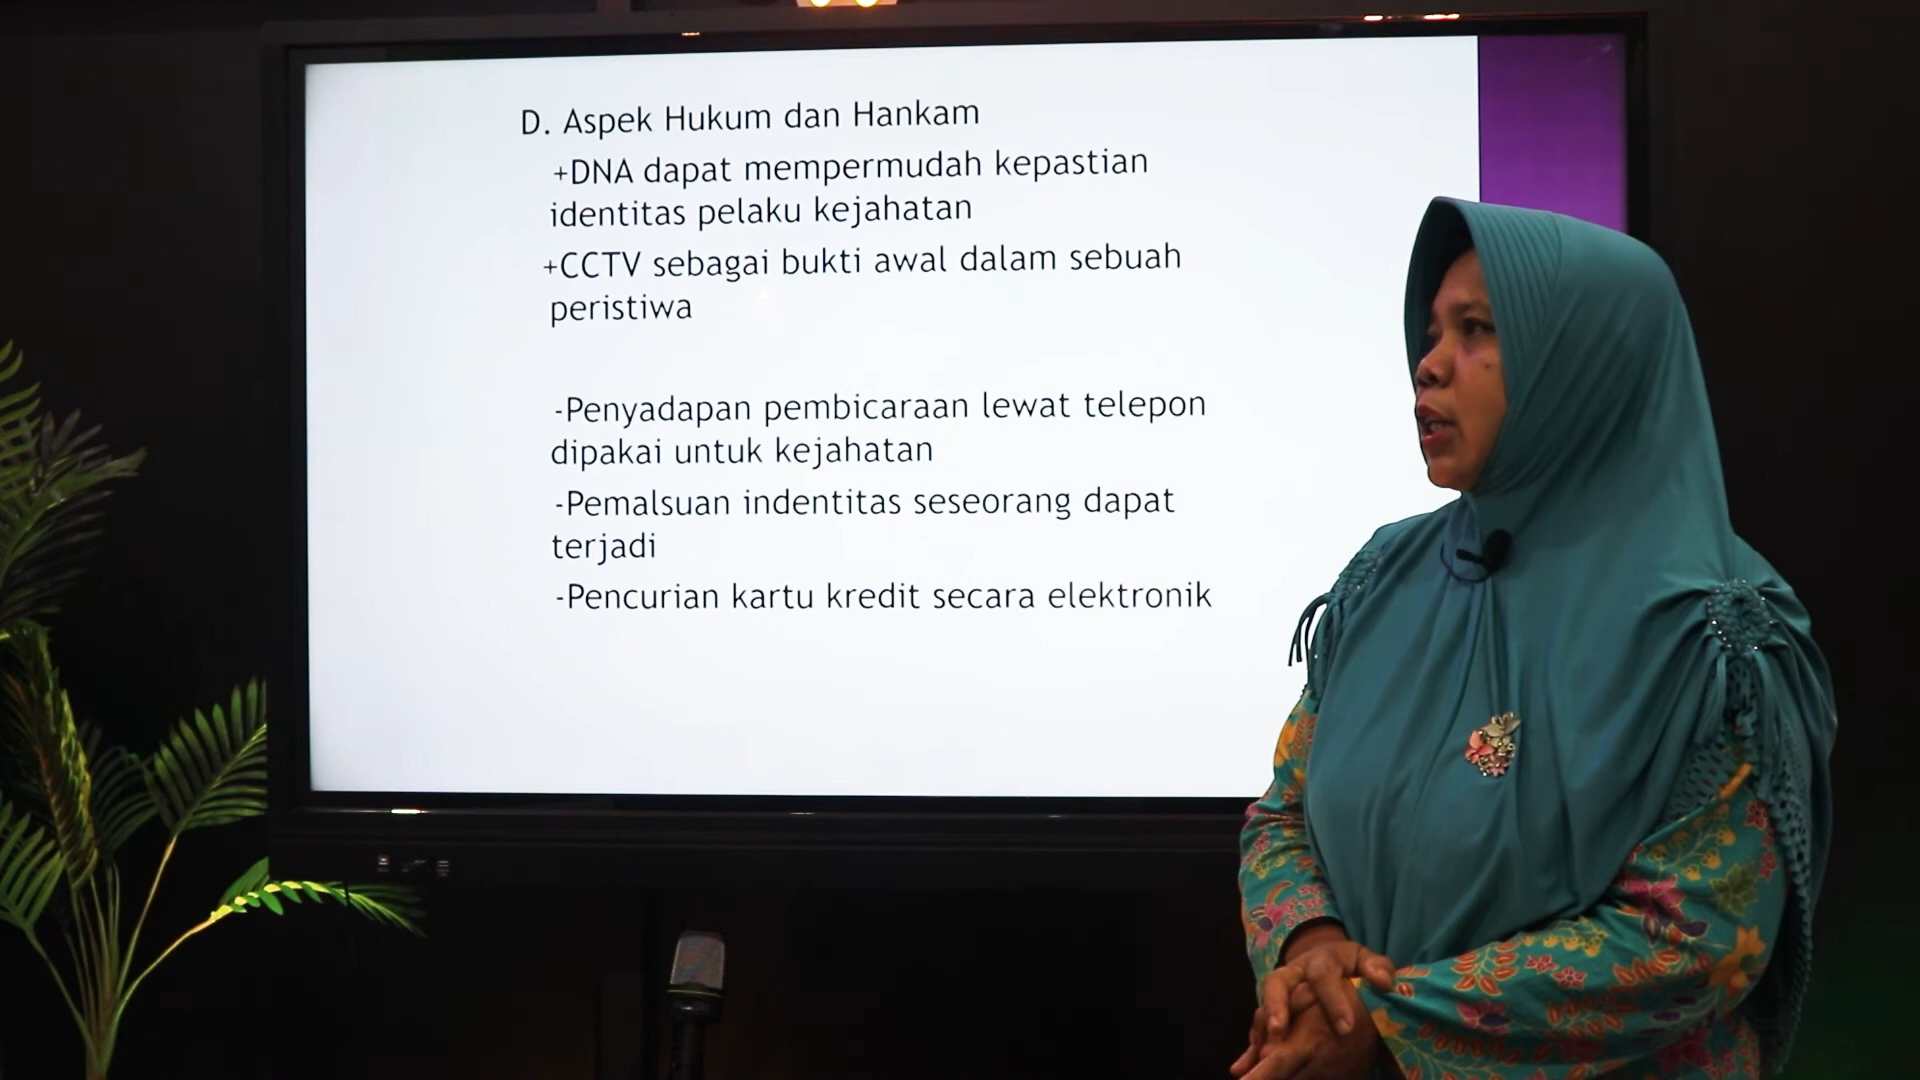 D. Aspek Hukum dan Hankam
+DNA dapat mempermudah kepastian
identitas pelaku kejahatan
+CCTV sebagai bukti awal dalam sebuah
peristiwa
-Penyadapan pembicaraan lewat telepon
dipakai untuk kejahatan
-Pemalsuan indentitas seseorang dapat
terjadi
-Pencurian kartu kredit secara elektronik